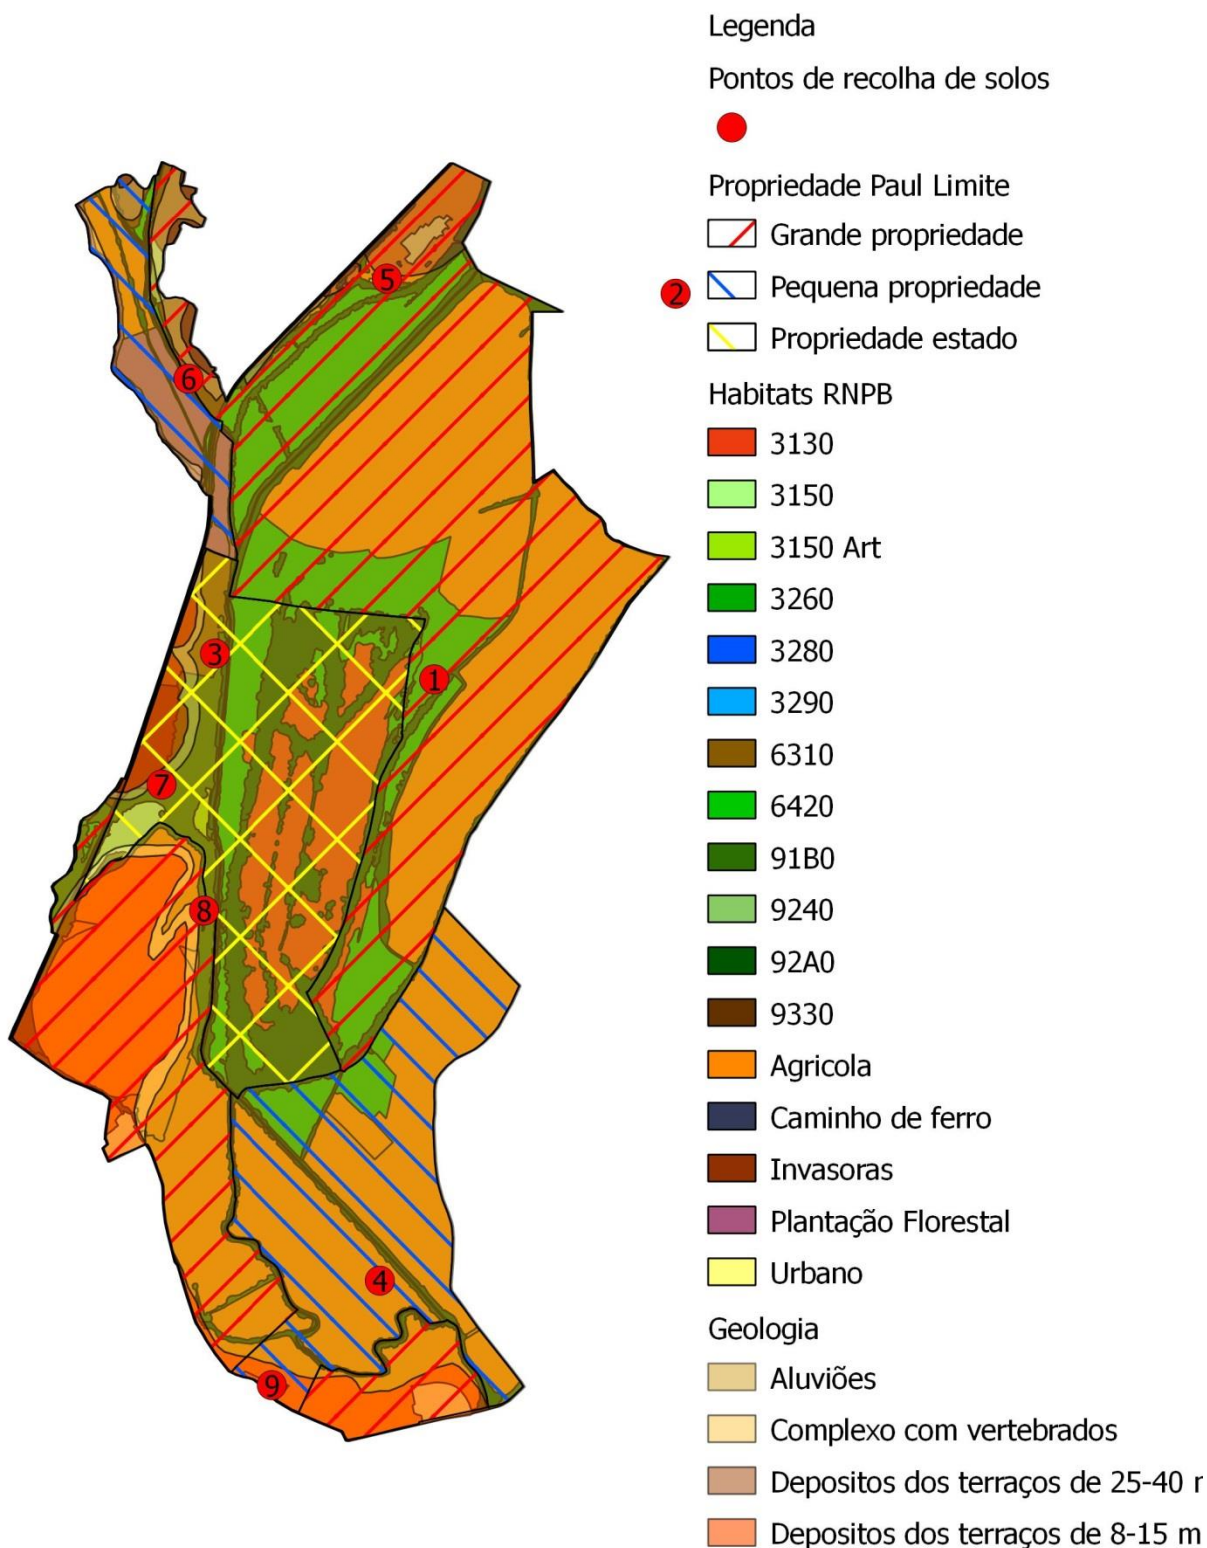 Legenda
Pontos de recolha de solos
Propriedade Paul Limite
Grande propriedade
Pequena propriedade
Propriedade estado
Habitats RNPB
3130
3150
3150 Art
3260
3280
3290
6310
6420
91B0
9240
92A0
9330
Agricola
Caminho de ferro
Invasoras
Plantação Florestal
Urbano
Geologia
Aluviões
Complexo com vertebrados
Depositos dos terraços de 25-40 r
Depositos dos terraços de 8-15 m
5
2
6
3
1
7
8
4
9